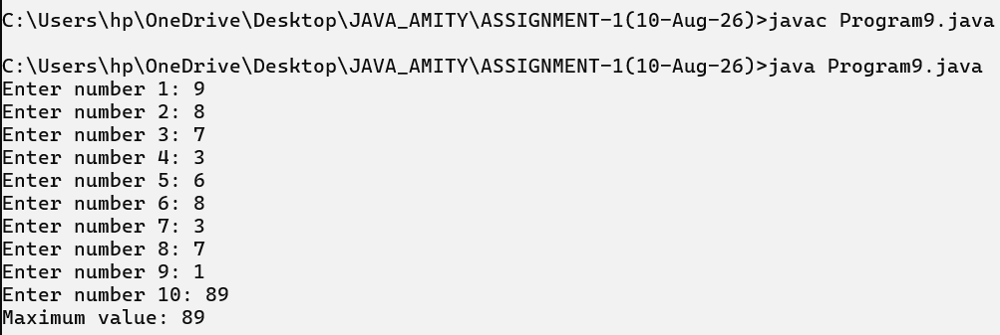 C:\Users\hp\OneDrive\Desktop\JAVA_AMITY\ASSIGNMENT-1(10-Aug-26)>javac Program9.java
C:\Users\hp\OneDrive\Desktop\JAVA_AMITY\ASSIGNMENT-1(10-Aug-26)>java Program9.java
Enter number 1: 9
Enter number 2: 8
Enter number 3: 7
Enter number 4: 3
Enter number 5: 6
Enter number 6: 8
Enter number 7: 3
Enter number 8: 7
Enter number 9: 1
Enter number 10: 89
Maximum value: 89